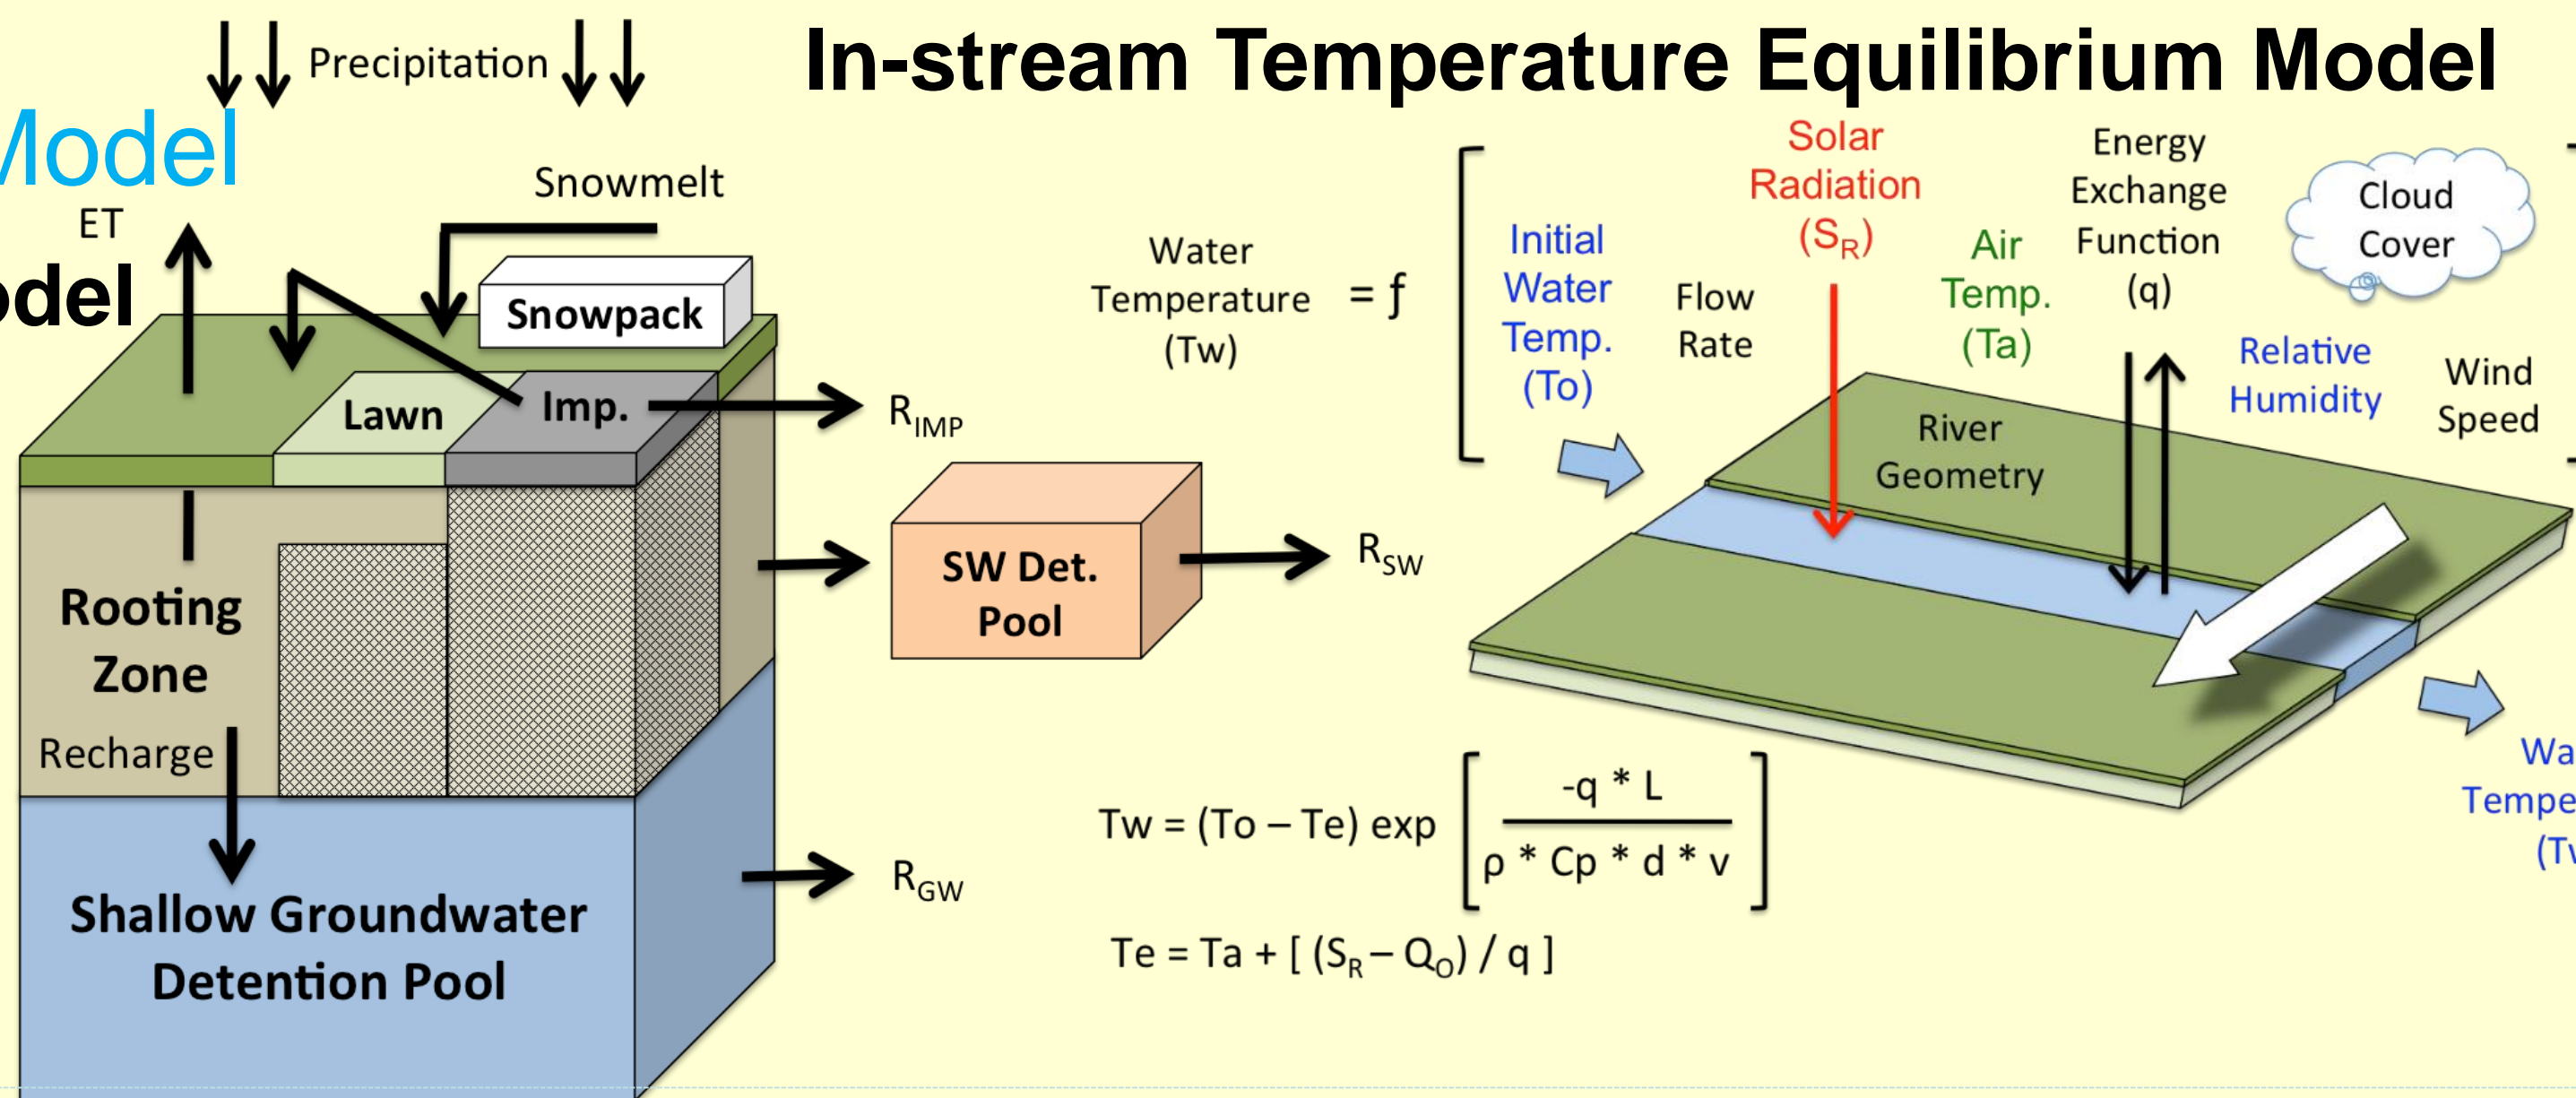 In-stream Temperature Equilibrium Model
Precipitation
Model
Snowmelt
ET
Snowpack
Lawn
Imp.
R_IMP
SW Det.
Pool
R_SW
Rooting
Zone
Recharge
Shallow Groundwater
Detention Pool
R_GW
Water
Temperature
(Tw)
= ƒ
Initial
Water
Temp.
(To)
Flow
Rate
Solar
Radiation
(S_R)
Air
Temp.
(Ta)
Energy
Exchange
Function
(q)
Cloud
Cover
Relative
Humidity
Wind
Speed
River
Geometry
Tw = (To – Te) exp [ -q * L
ρ * Cp * d * v ]
Te = Ta + [ (S_R – Q_O) / q ]